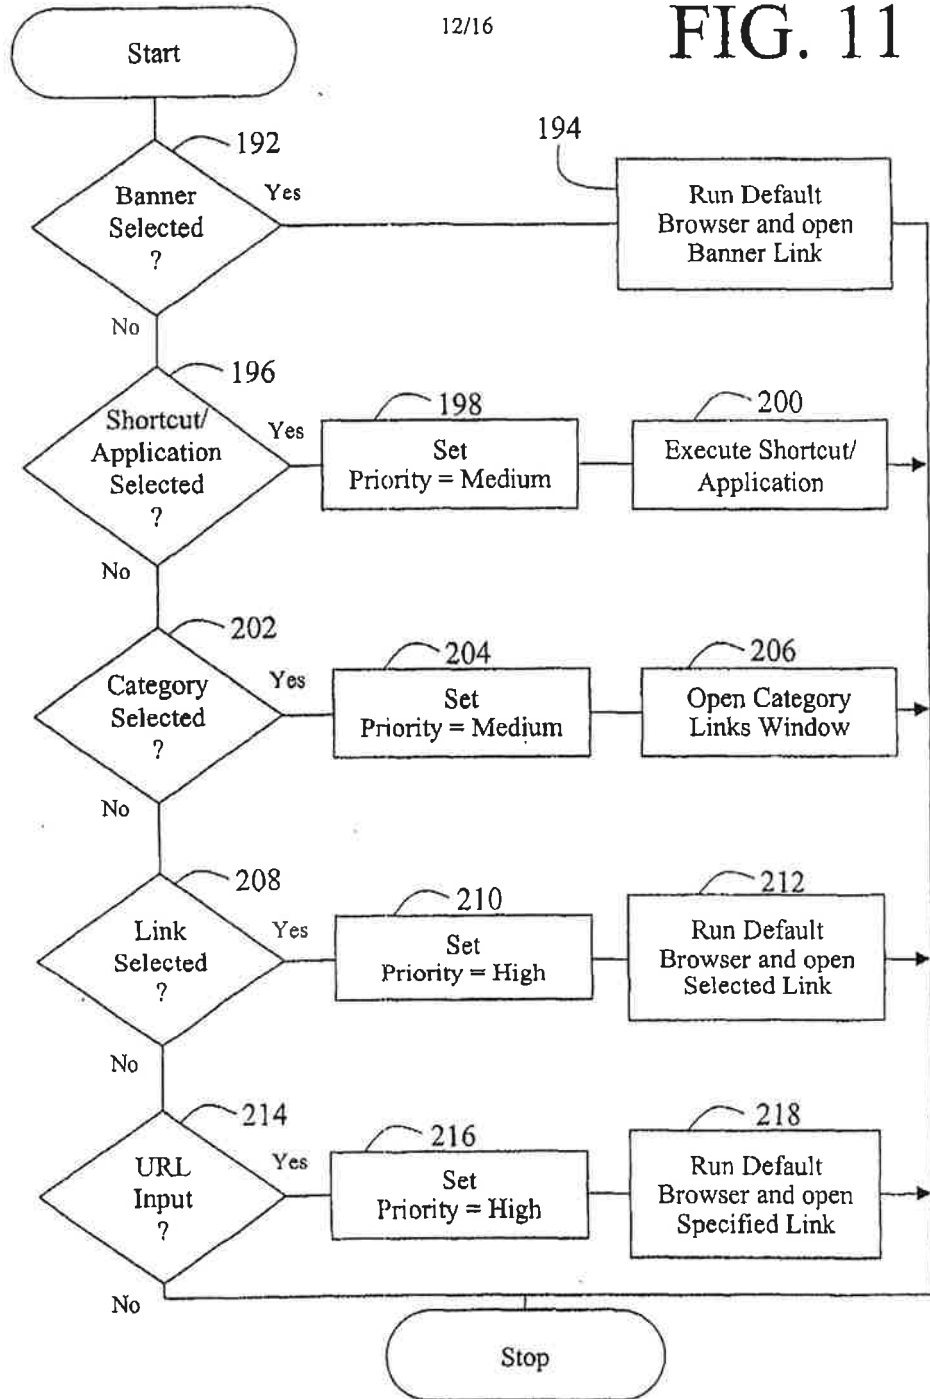 12/16
FIG. 11
Start
192
Banner
Selected
?
Yes
194
Run Default
Browser and open
Banner Link
No
196
Shortcut/
Application
Selected
?
Yes
198
Set
Priority = Medium
200
Execute Shortcut/
Application
No
202
Category
Selected
?
Yes
204
Set
Priority = Medium
206
Open Category
Links Window
No
208
Link
Selected
?
Yes
210
Set
Priority = High
212
Run Default
Browser and open
Selected Link
No
214
URL
Input
?
Yes
216
Set
Priority = High
218
Run Default
Browser and open
Specified Link
No
Stop